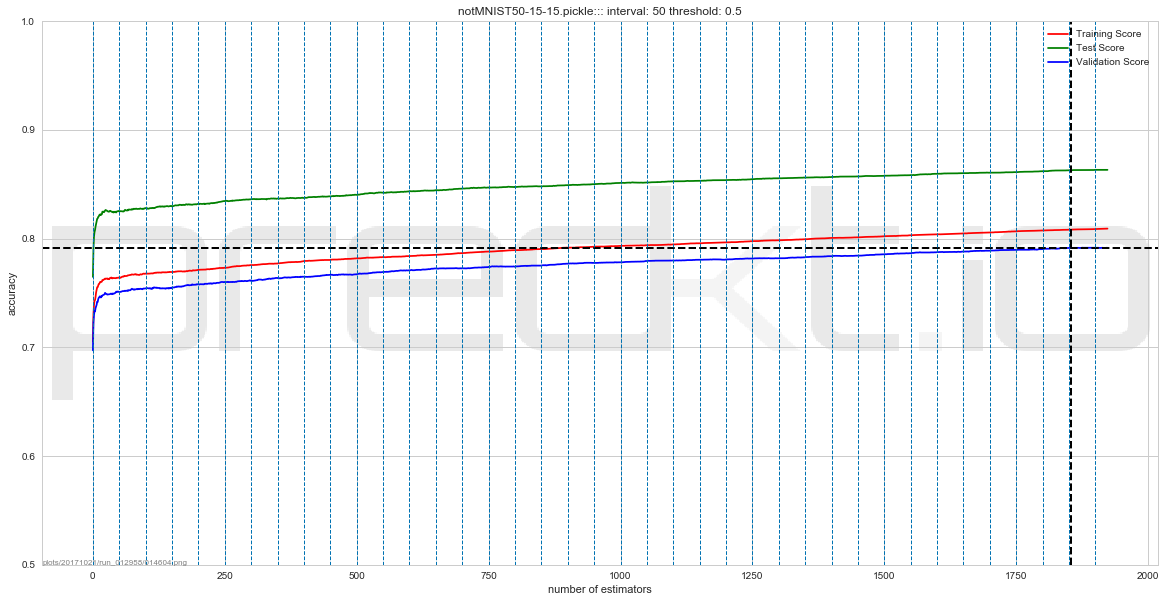 notMNIST50-15-15.pickle::: interval: 50 threshold: 0.5
Training Score
Test Score
Validation Score
accuracy
1.0
0.9
0.8
0.7
0.6
0.5
predkt.io
0 250 500 750 1000 1250 1500 1750 2000
number of estimators